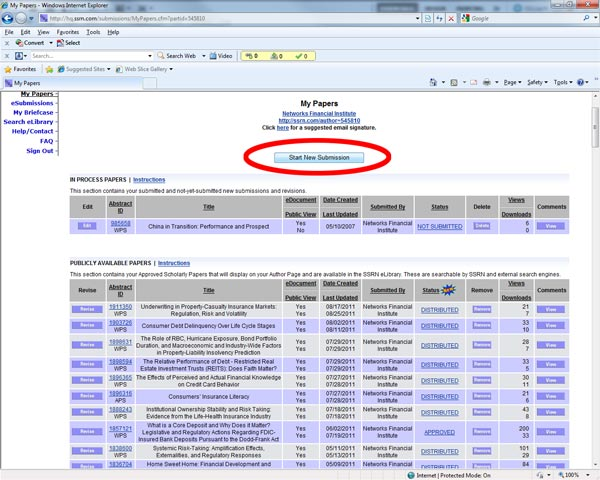 My Papers - Windows Internet Explorer
http://hq.ssrn.com/submissions/MyPapers.cfm?partid=545810
Google
File Edit View Favorites Tools Help
Convert Select
Search... Search Web Video 0 0 0
Favorites Suggested Sites Web Slice Gallery
My Papers Page Safety Tools
My Papers
eSubmissions
My Briefcase
Search eLibrary
Help/Contact
FAQ
Sign Out
My Papers
Networks Financial Institute
http://ssrn.com/author=545810
Click here for a suggested email signature.
Start New Submission
IN PROCESS PAPERS | Instructions
This section contains your submitted and not-yet-submitted new submissions and revisions.
Edit Abstract ID Title eDocument Public View Date Created Last Updated Submitted By Status Delete Views Downloads Comments
Edit 985658 WPS China in Transition: Performance and Prospect Yes No 05/10/2007 Networks Financial Institute NOT SUBMITTED Delete 6 0 View
PUBLICLY AVAILABLE PAPERS | Instructions
This section contains your Approved Scholarly Papers that will display on your Author Page and are available in the SSRN eLibrary. These are searchable by SSRN and external search engines.
Revise Abstract ID Title eDocument Public View Date Created Last Updated Submitted By Status Remove Views Downloads Comments
Revise 1911350 WPS Underwriting in Property-Casualty Insurance Markets: Regulation, Risk and Volatility Yes Yes 08/17/2011 08/25/2011 Networks Financial Institute DISTRIBUTED Remove 21 7 View
Revise WPS Consumer Debt Delinquency Over Life Cycle Stages Yes Yes 08/02/2011 08/11/2011 Networks Financial Institute DISTRIBUTED Remove 33 10 View
Revise 1898831 WPS The Role of RBC, Hurricane Exposure, Bond Portfolio Duration, and Macroeconomic and Industry-Wide Factors in Property-Liability Insolvency Prediction Yes Yes 07/29/2011 07/29/2011 Networks Financial Institute DISTRIBUTED Remove 28 7 View
Revise 1898594 WPS The Relative Performance of Debt - Restricted Real Estate Investment Trusts (REITS): Does Faith Matter? Yes Yes 07/29/2011 07/29/2011 Networks Financial Institute DISTRIBUTED Remove View
Revise WPS The Effects of Perceived and Actual Financial Knowledge on Credit Card Behavior Yes Yes 07/28/2011 Networks Financial Institute DISTRIBUTED Remove 30 11 View
Revise 1896316 APS Consumers' Insurance Literacy Yes Yes 07/27/2011 07/28/2011 Networks Financial Institute DISTRIBUTED Remove 21 6 View
Revise 1888243 WPS Institutional Ownership Stability and Risk Taking: Evidence from the Life-Health Insurance Industry Yes Yes 07/18/2011 07/18/2011 Networks Financial Institute DISTRIBUTED Remove 43 8 View
Revise 1857121 WPS What is a Core Deposit and Why Does it Matter? Legislative and Regulatory Actions Regarding FDIC-Insured Bank Deposits Pursuant to the Dodd-Frank Act Yes Yes 06/02/2011 07/19/2011 Networks Financial Institute APPROVED Remove 200 33 View
Revise 1838600 WPS Systemic Risk-Taking: Amplification Effects, Externalities, and Regulatory Responses Yes Yes Networks Financial Institute DISTRIBUTED Remove 101 29 View
Revise 1836704 Home Sweet Home: Financial Development and Yes 05/09/2011 Networks Financial DISTRIBUTED Remove 84 View
Internet | Protected Mode: On 100%